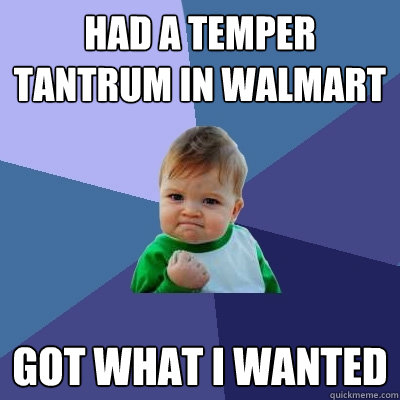 HAD A TEMPER
TANTRUM IN WALMART
GOT WHAT I WANTED
quickmeme.com